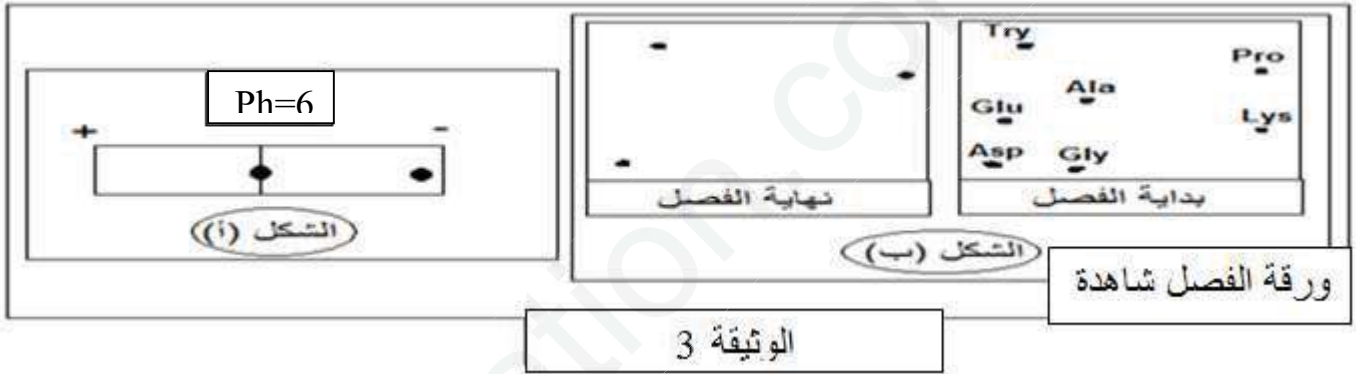 Try
Pro
Ala
Glu
Lys
Asp
Gly
بداية الفصل
نهاية الفصل
الشكل (ب)
ورقة الفصل شاهدة
Ph=6
+
-
الشكل (أ)
الوثيقة 3